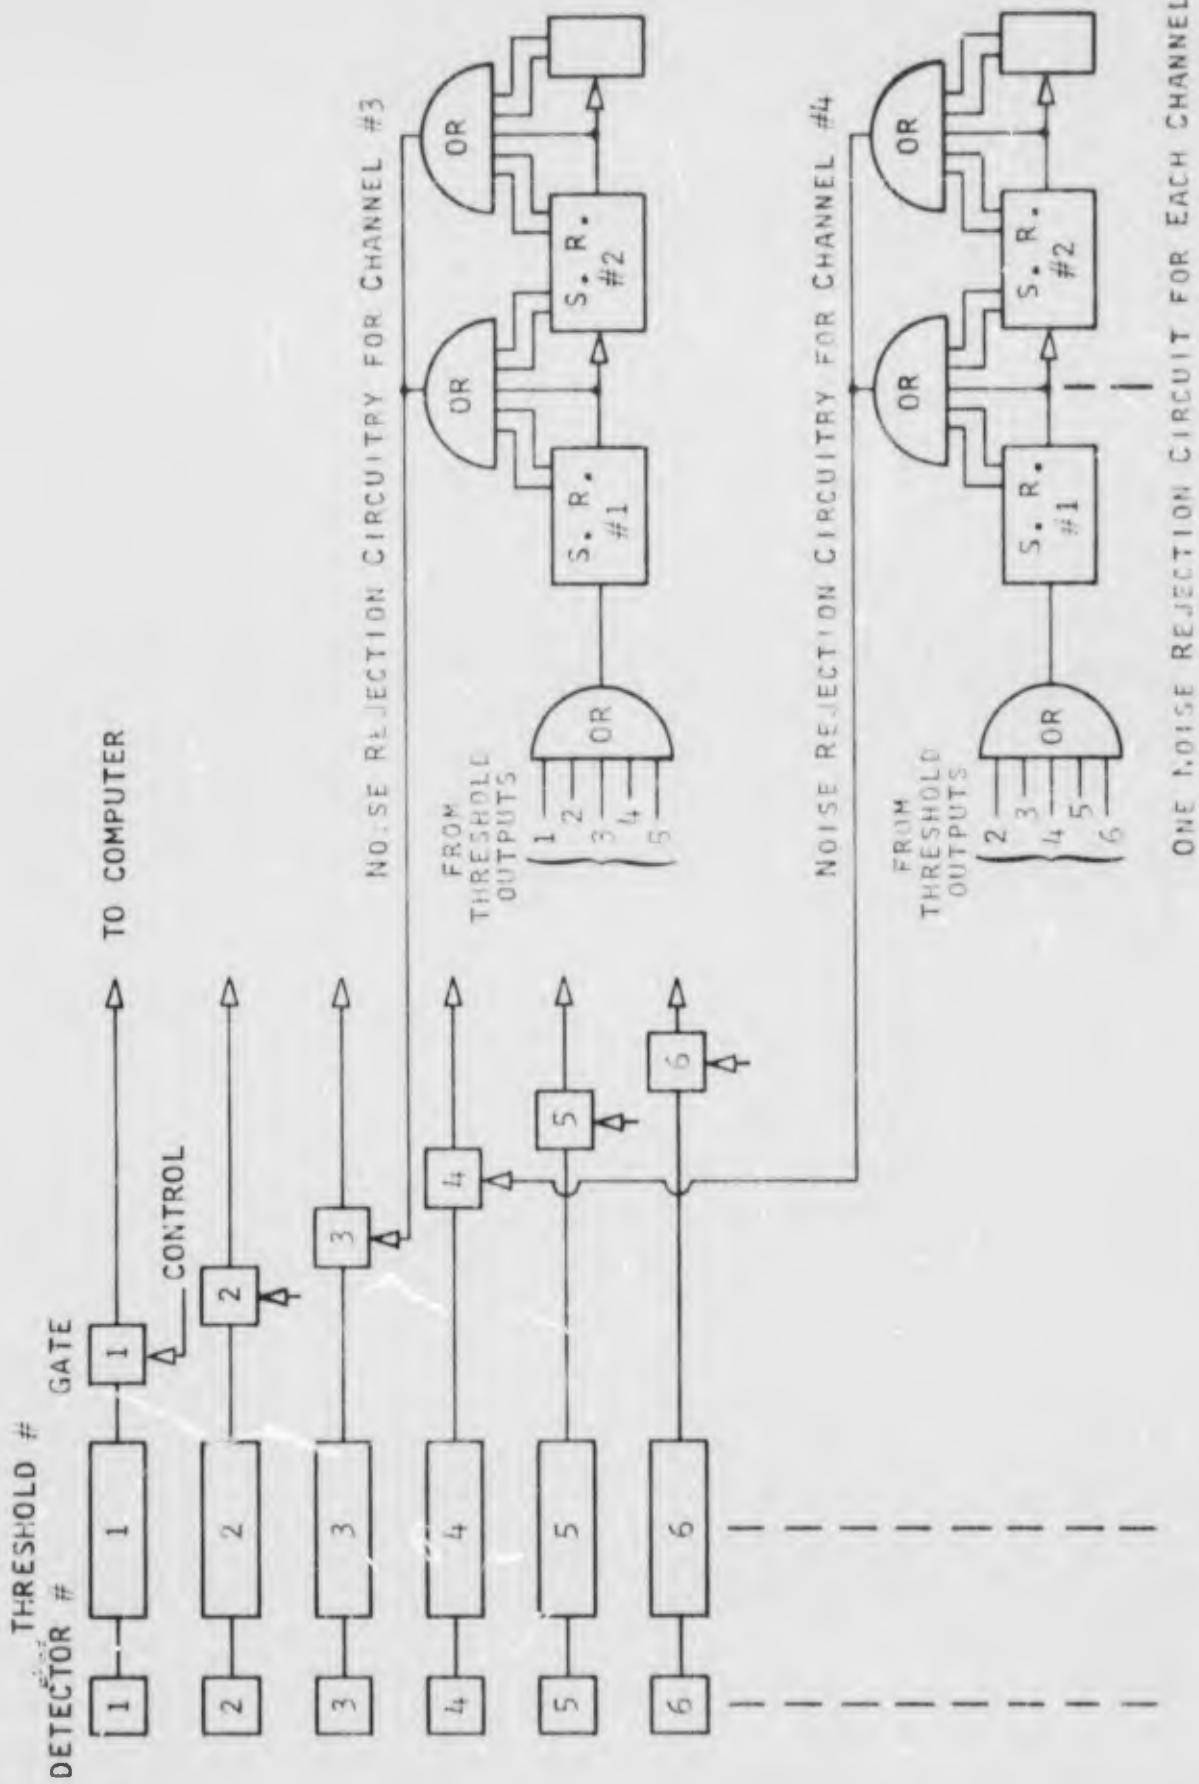 THRESHOLD #
DETECTOR #
GATE
1
1
1
TO COMPUTER
CONTROL
2
2
2
3
3
3
4
4
4
5
5
5
6
6
6
NOISE REJECTION CIRCUITRY FOR CHANNEL #3
FROM
THRESHOLD
OUTPUTS
1
2
3
4
5
OR
S. R.
#1
OR
S. R.
#2
OR
NOISE REJECTION CIRCUITRY FOR CHANNEL #4
FROM
THRESHOLD
OUTPUTS
2
3
4
5
6
OR
S. R.
#1
OR
S. R.
#2
OR
ONE NOISE REJECTION CIRCUIT FOR EACH CHANNEL